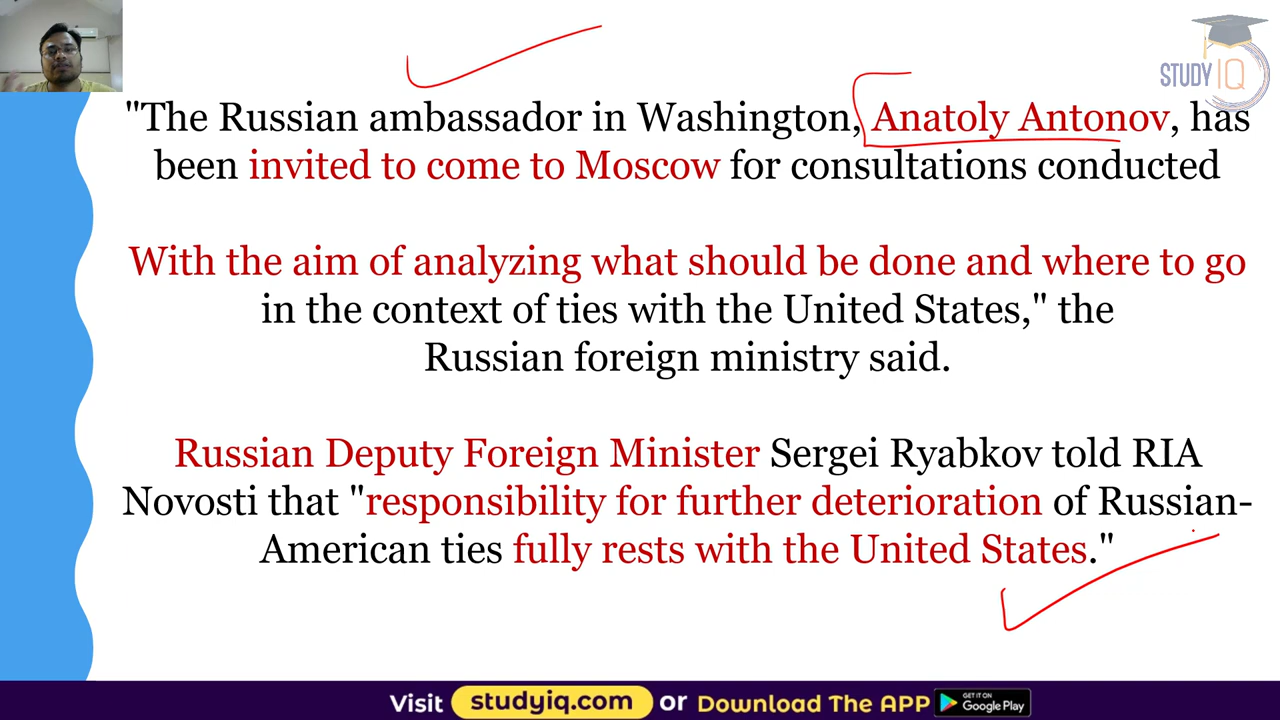 STUDY IQ
"The Russian ambassador in Washington, Anatoly Antonov, has
been invited to come to Moscow for consultations conducted
With the aim of analyzing what should be done and where to go
in the context of ties with the United States," the
Russian foreign ministry said.
Russian Deputy Foreign Minister Sergei Ryabkov told RIA
Novosti that "responsibility for further deterioration of Russian-
American ties fully rests with the United States."
Visit studyiq.com or Download The APP GET IT ON Google Play